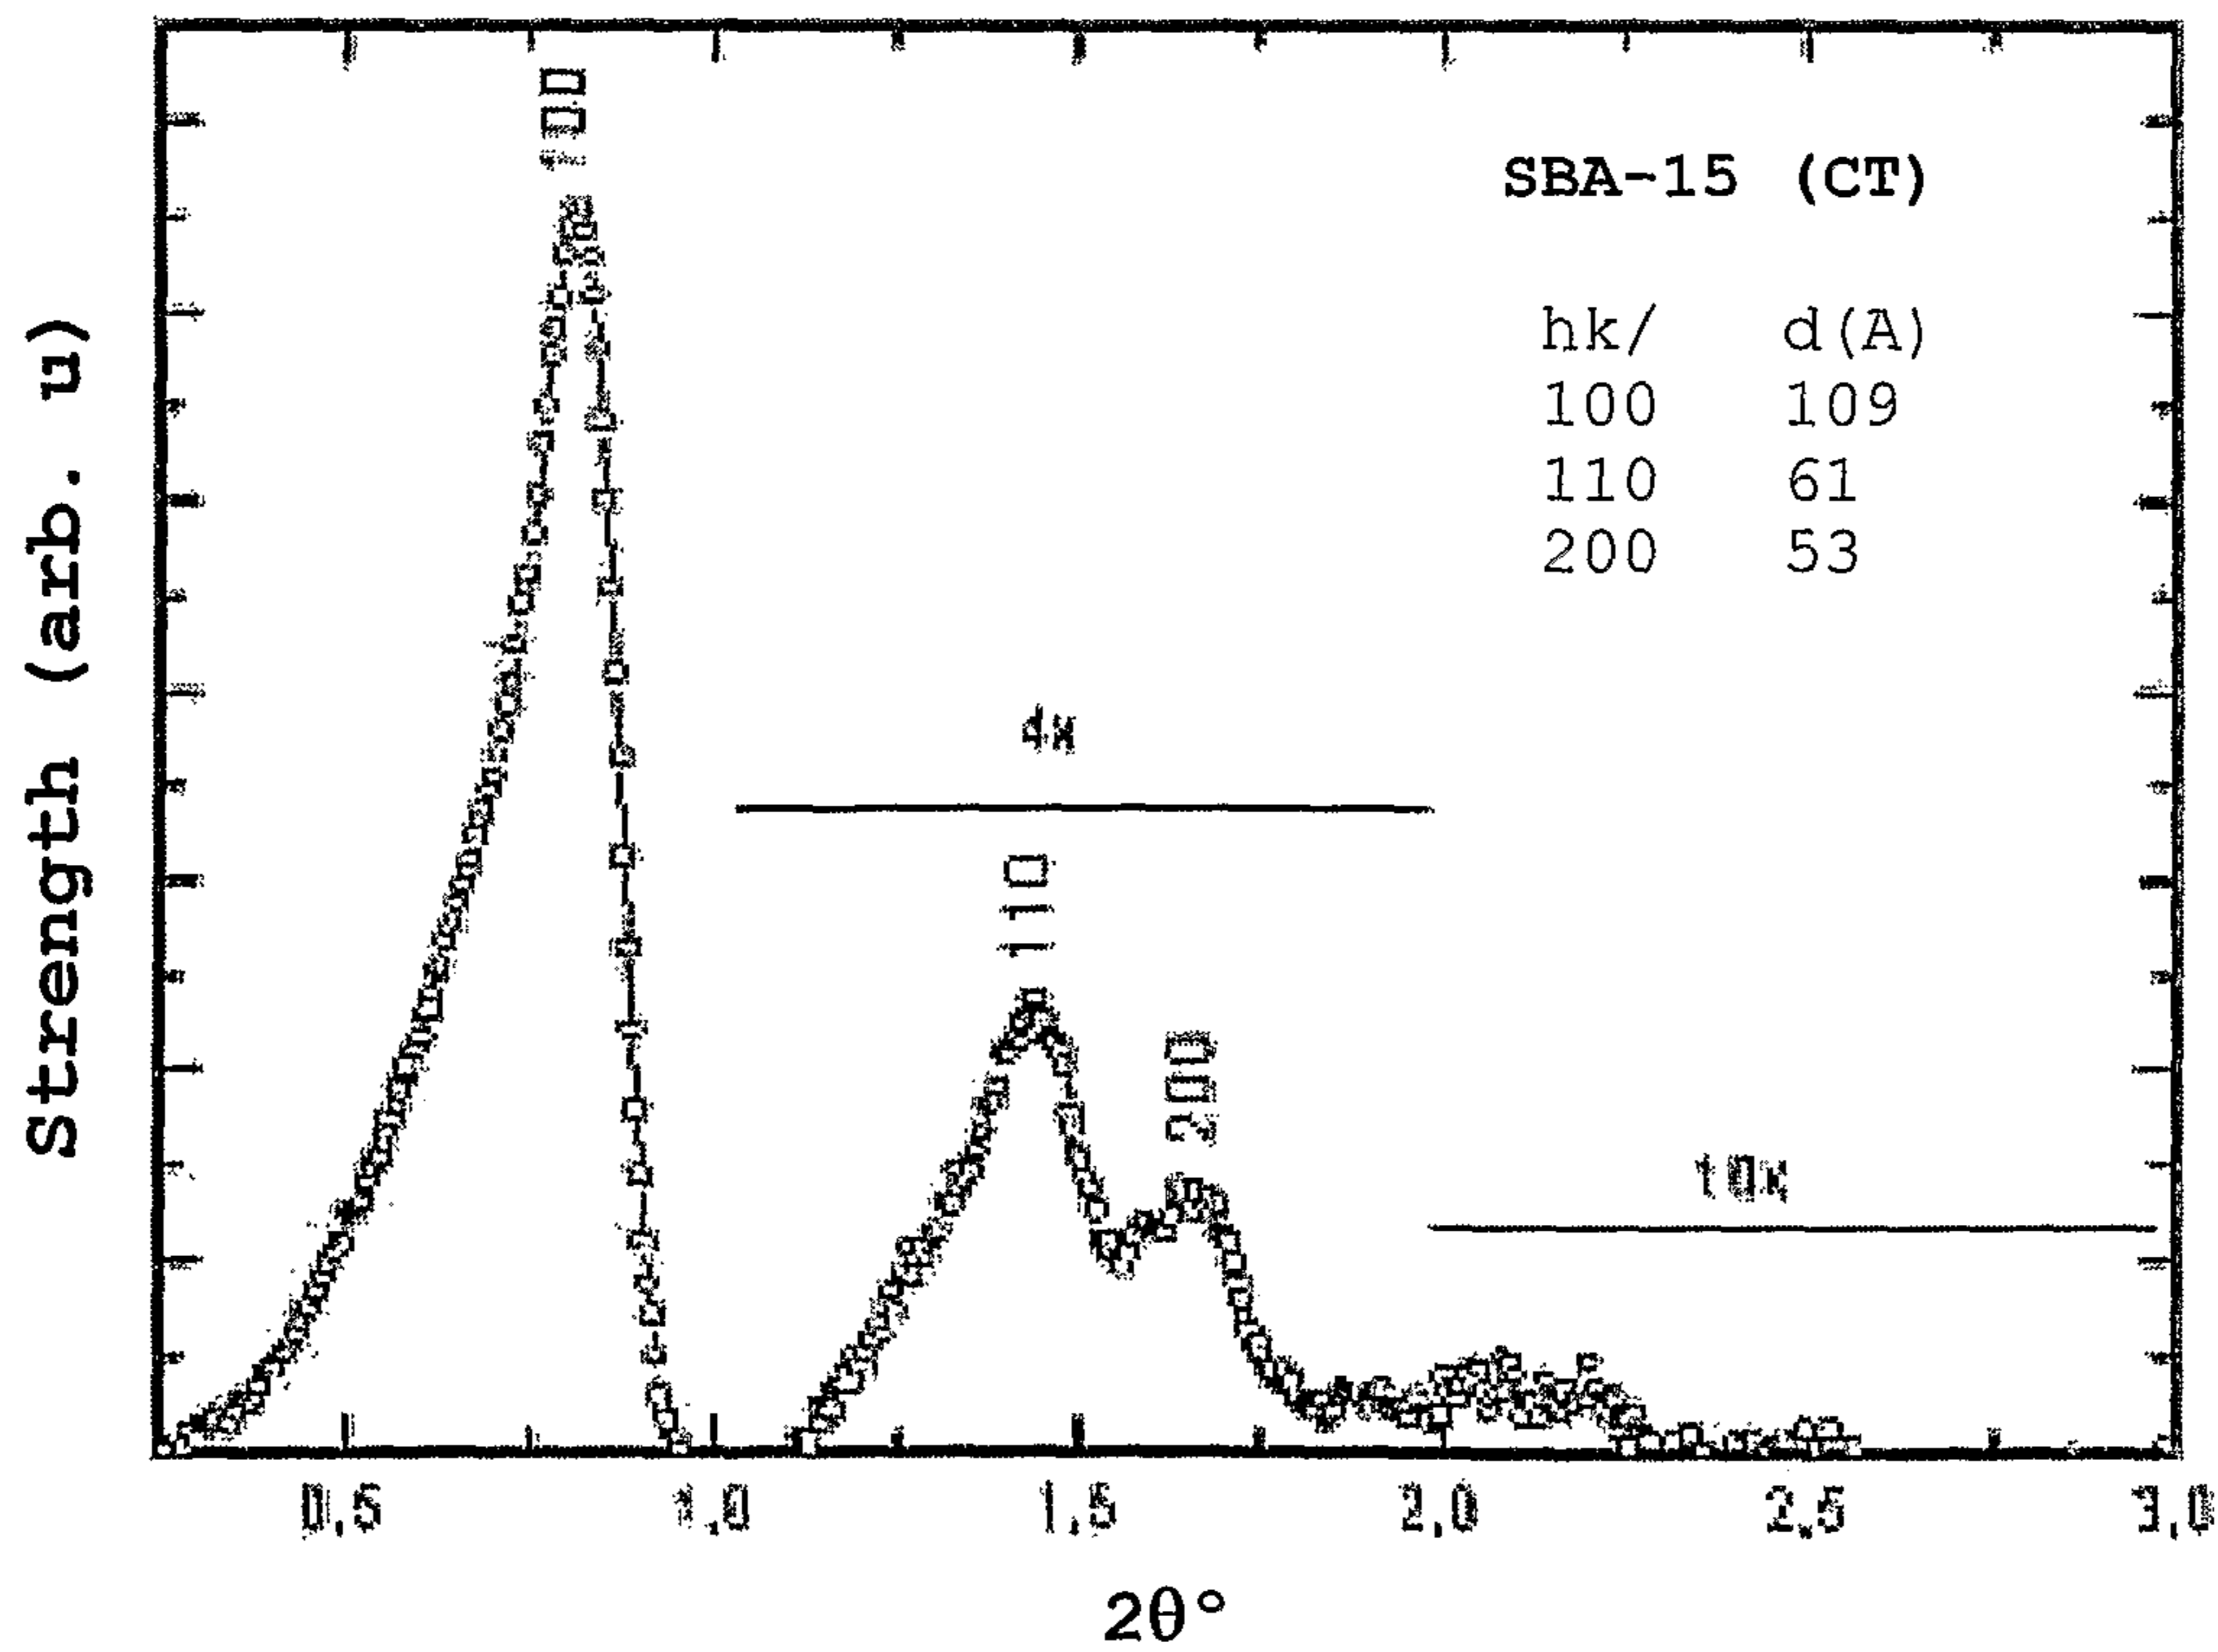 100
SBA-15 (CT)
hk/ d(A)
100 109
110 61
200 53
Strength (arb. u)
4x
110
200
10x
0,5 1,0 1,5 2,0 2,5 3,0
2θ°